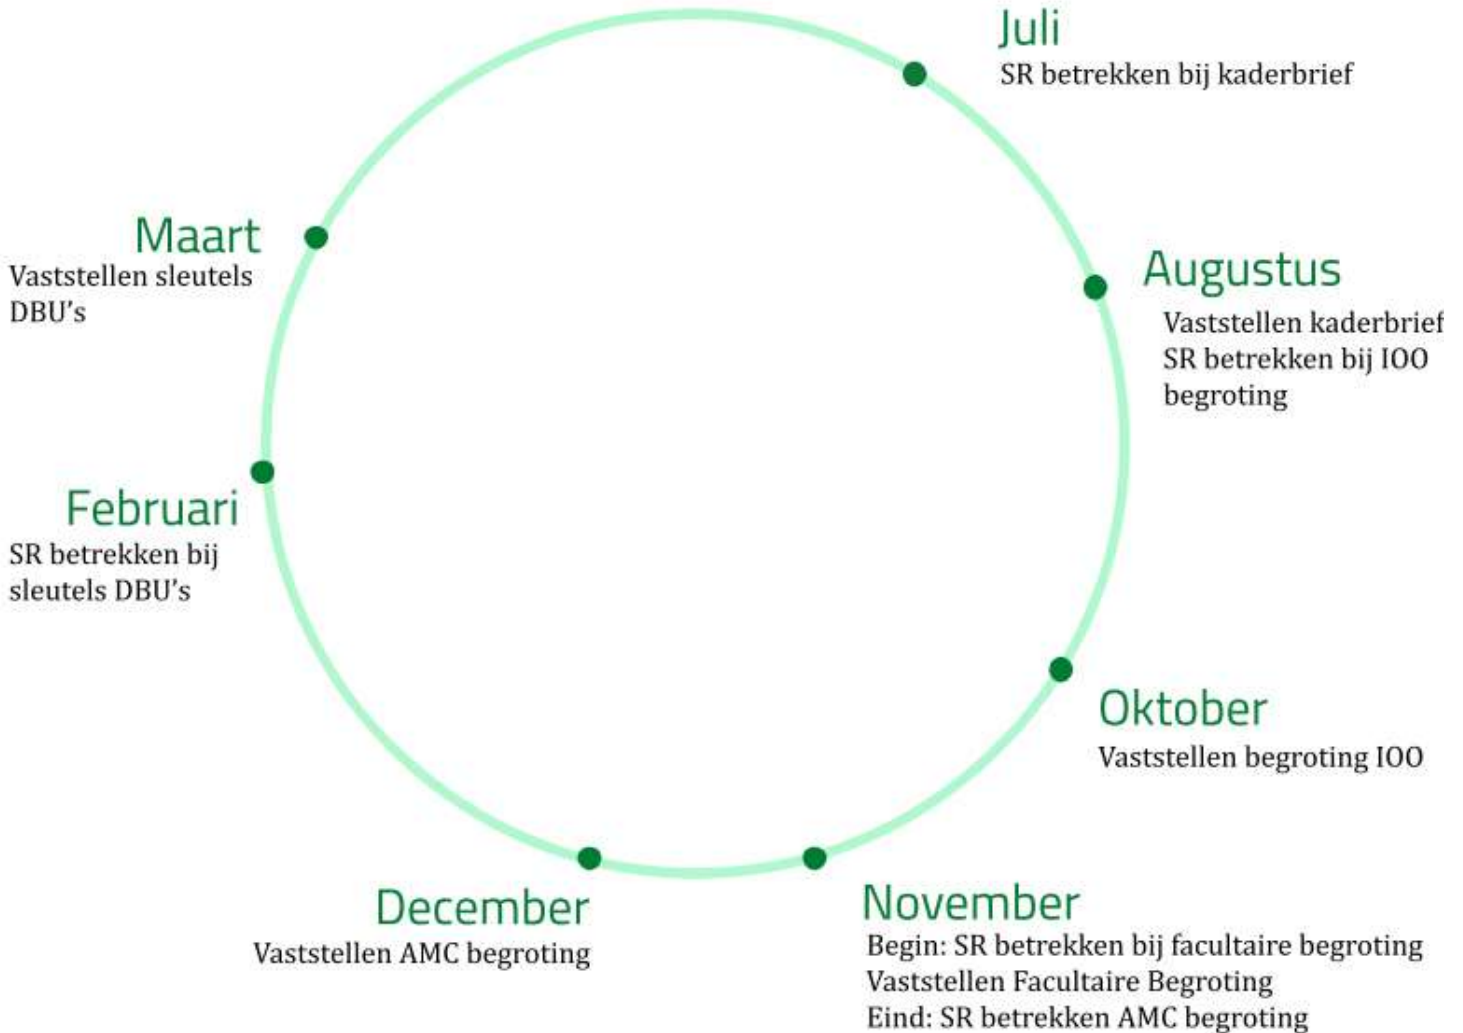 Juli
SR betrekken bij kaderbrief
Augustus
Vaststellen kaderbrief
SR betrekken bij IOO
begroting
Oktober
Vaststellen begroting IOO
November
Begin: SR betrekken bij facultaire begroting
Vaststellen Facultaire Begroting
Eind: SR betrekken AMC begroting
December
Vaststellen AMC begroting
Februari
SR betrekken bij
sleutels DBU's
Maart
Vaststellen sleutels
DBU's